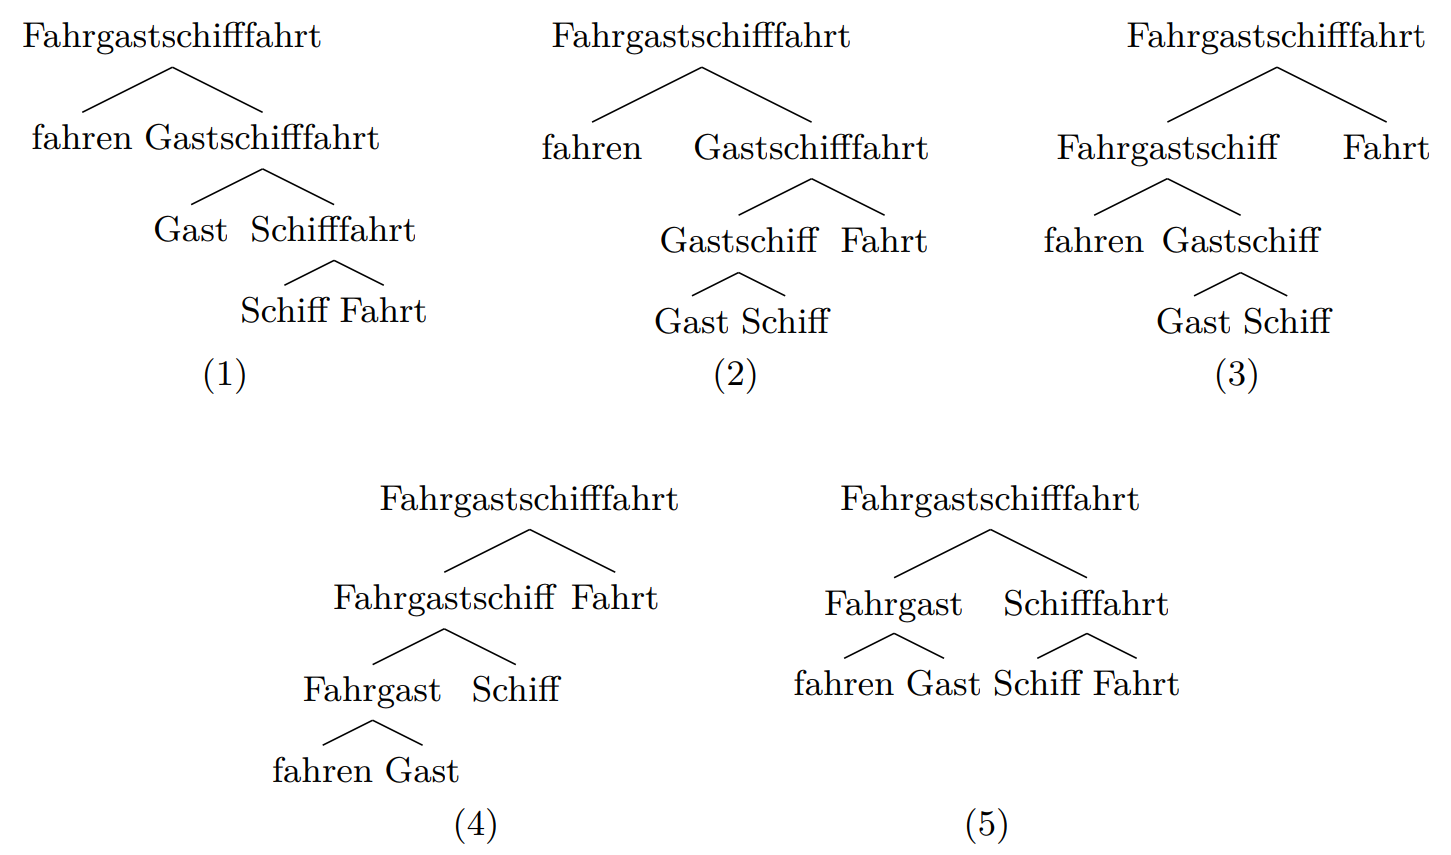 Fahrgastschifffahrt Fahrgastschifffahrt Fahrgastschifffahrt
fahren Gastschifffahrt fahren Gastschifffahrt Fahrgastschiff Fahrt
Gast Schifffahrt Gastschiff Fahrt fahren Gastschiff
Schiff Fahrt Gast Schiff Gast Schiff
(1) (2) (3)
Fahrgastschifffahrt Fahrgastschifffahrt
Fahrgastschiff Fahrt Fahrgast Schifffahrt
Fahrgast Schiff fahren Gast Schiff Fahrt
fahren Gast
(4) (5)